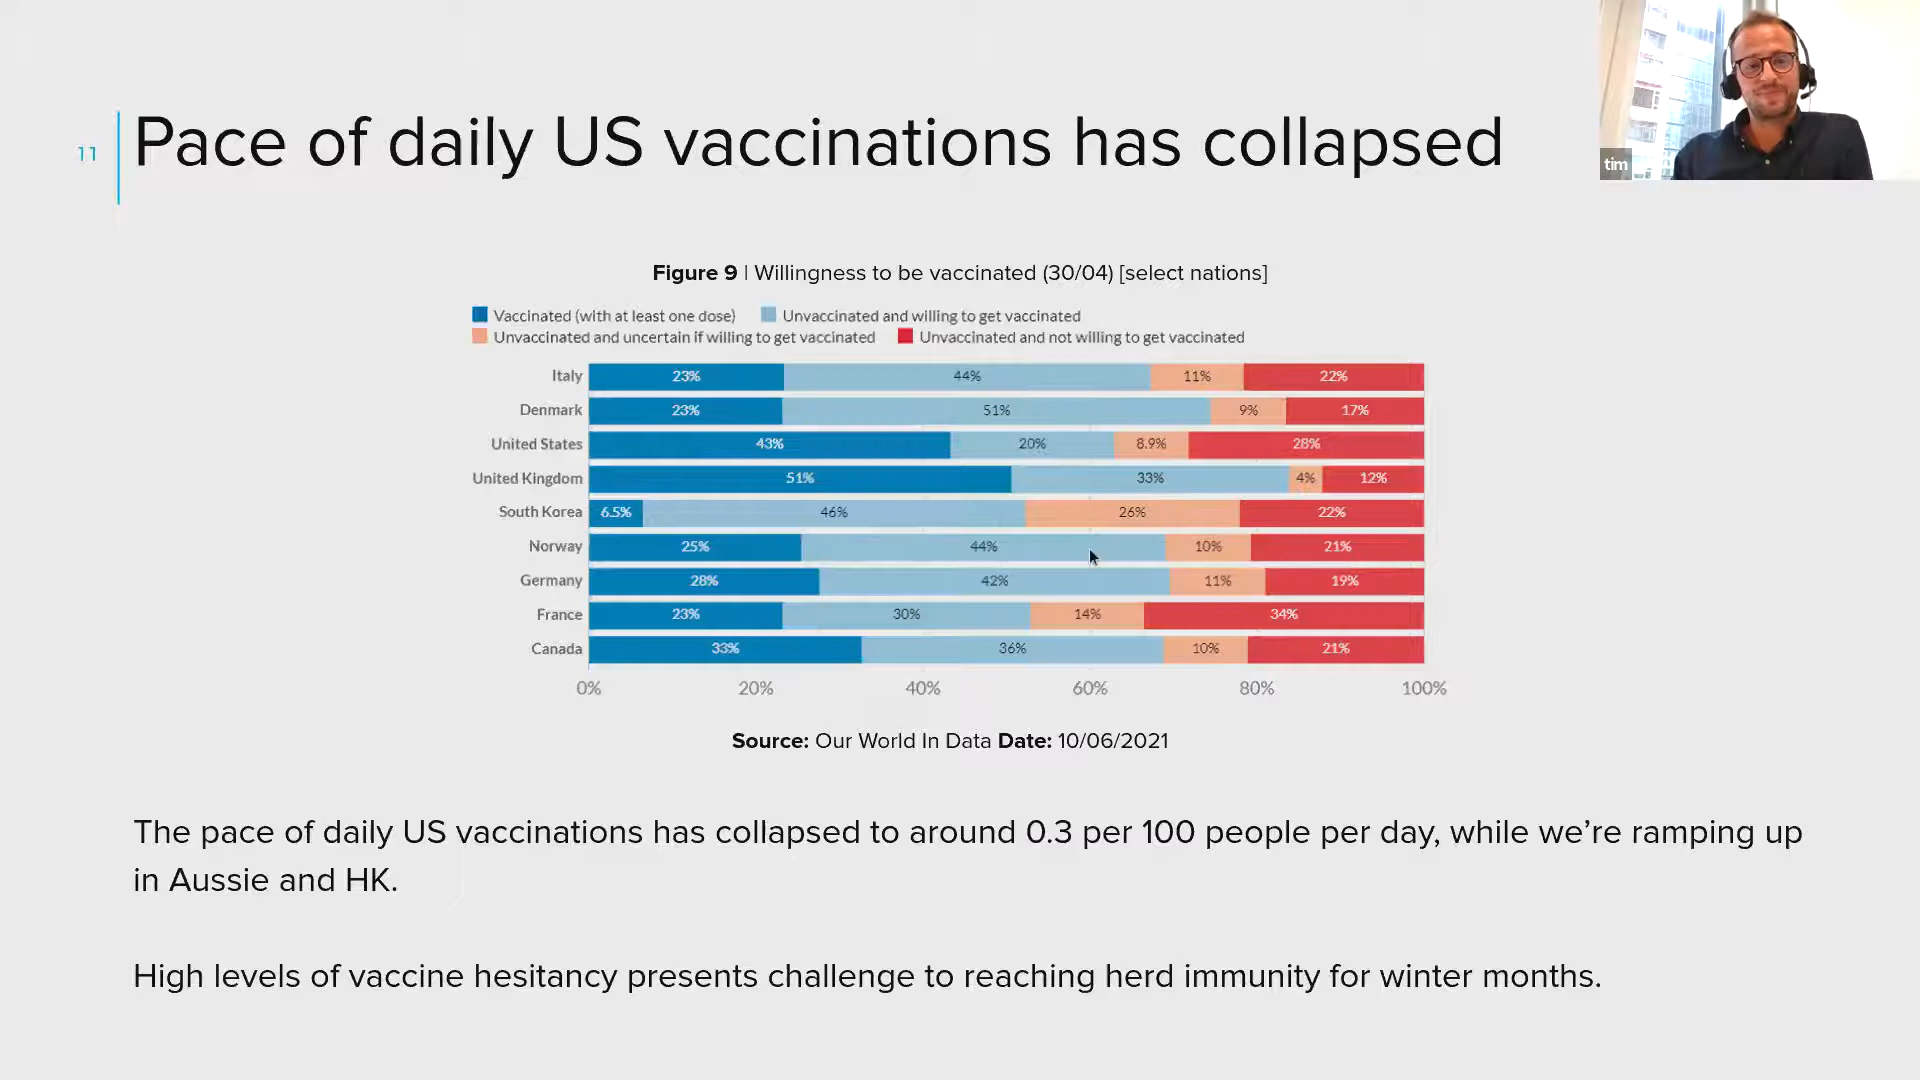 11
Pace of daily US vaccinations has collapsed
tim
Figure 9 | Willingness to be vaccinated (30/04) [select nations]
Vaccinated (with at least one dose) Unvaccinated and willing to get vaccinated
Unvaccinated and uncertain if willing to get vaccinated Unvaccinated and not willing to get vaccinated
Italy 23% 44% 11% 22%
Denmark 23% 51% 9% 17%
United States 43% 20% 8.9% 28%
United Kingdom 51% 33% 4% 12%
South Korea 6.5% 46% 26% 22%
Norway 25% 44% 10% 21%
Germany 28% 42% 11% 19%
France 23% 30% 14% 34%
Canada 33% 36% 10% 21%
0% 20% 40% 60% 80% 100%
Source: Our World In Data Date: 10/06/2021
The pace of daily US vaccinations has collapsed to around 0.3 per 100 people per day, while we’re ramping up
in Aussie and HK.
High levels of vaccine hesitancy presents challenge to reaching herd immunity for winter months.